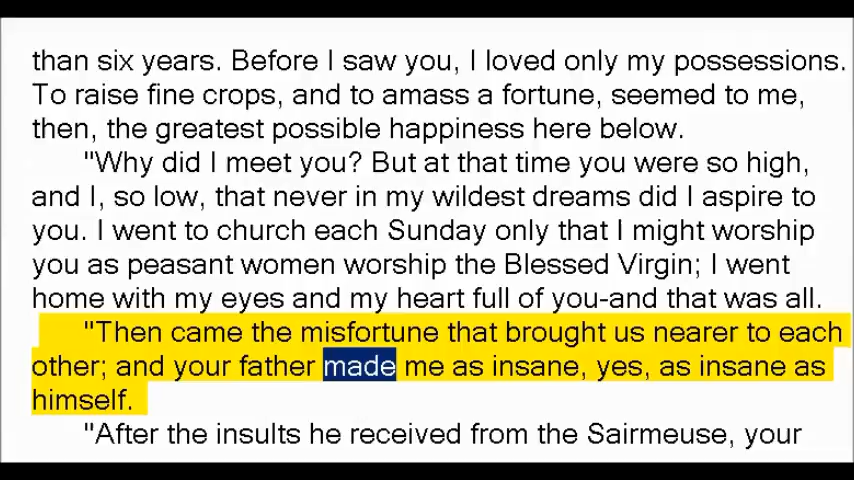 than six years. Before I saw you, I loved only my possessions.
To raise fine crops, and to amass a fortune, seemed to me,
then, the greatest possible happiness here below.
"Why did I meet you? But at that time you were so high,
and I, so low, that never in my wildest dreams did I aspire to
you. I went to church each Sunday only that I might worship
you as peasant women worship the Blessed Virgin; I went
home with my eyes and my heart full of you-and that was all.
"Then came the misfortune that brought us nearer to each
other; and your father made me as insane, yes, as insane as
himself.
"After the insults he received from the Sairmeuse, your